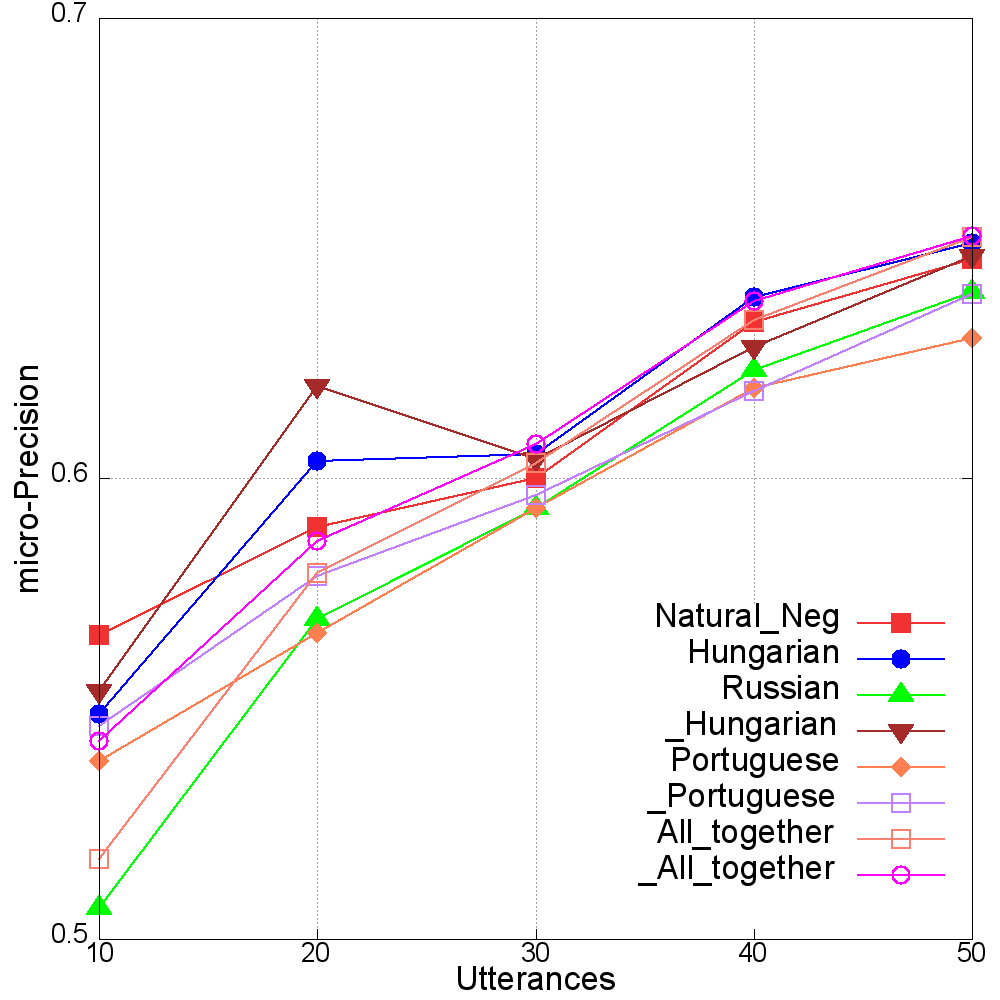 0.7
0.6
0.5
micro-Precision
Natural_Neg
Hungarian
Russian
_Hungarian
Portuguese
_Portuguese
All_together
_All_together
10 20 30 40 50
Utterances